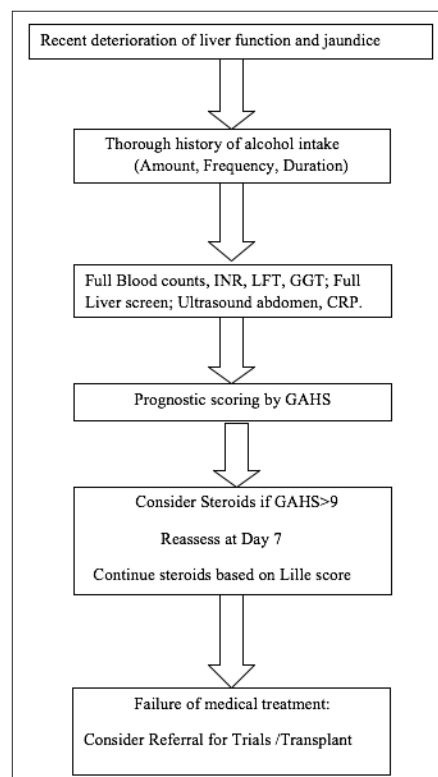 Recent deterioration of liver function and jaundice
Thorough history of alcohol intake
(Amount, Frequency, Duration)
Full Blood counts, INR, LFT, GGT; Full
Liver screen; Ultrasound abdomen, CRP.
Prognostic scoring by GAHS
Consider Steroids if GAHS>9
Reassess at Day 7
Continue steroids based on Lille score
Failure of medical treatment:
Consider Referral for Trials /Transplant